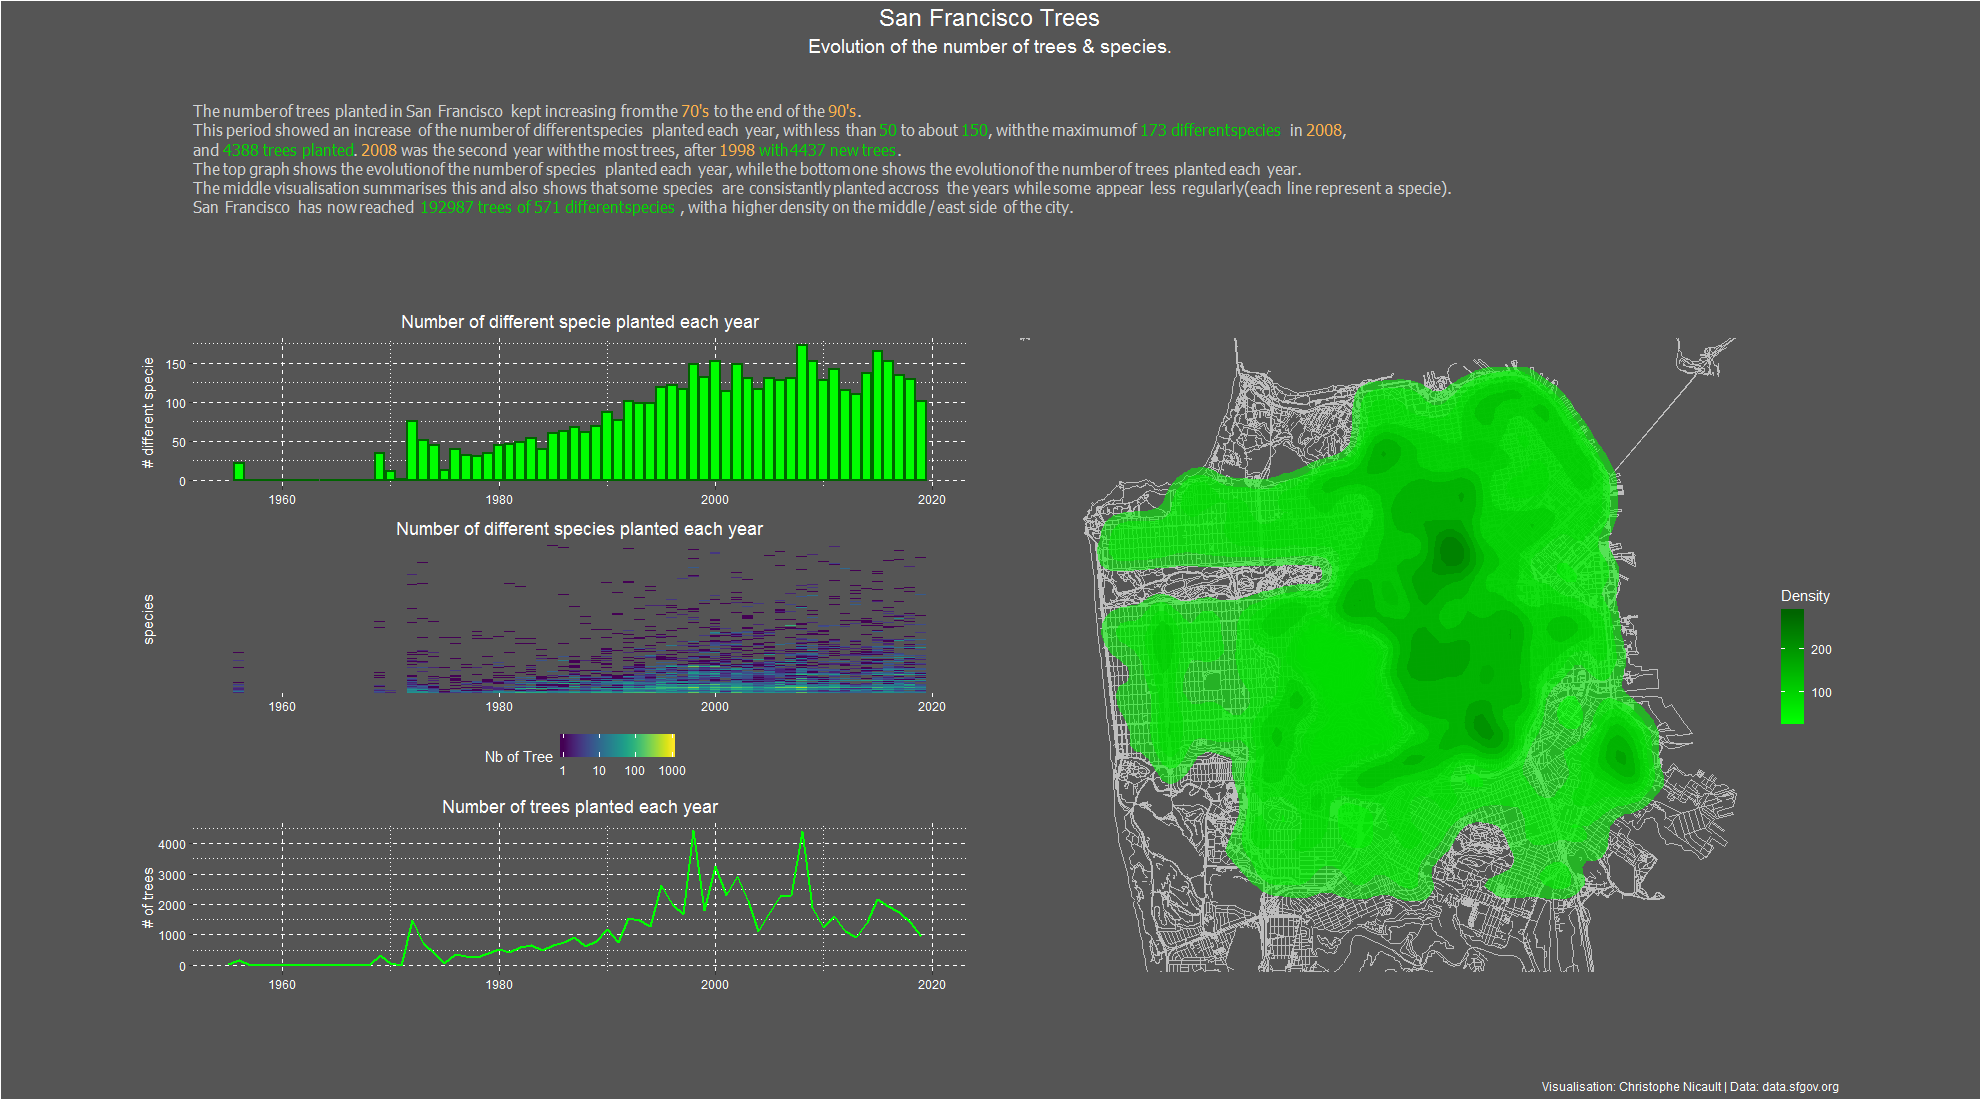 San Francisco Trees
Evolution of the number of trees & species.
The number of trees planted in San Francisco kept increasing from the 70's to the end of the 90's.
This period showed an increase of the number of different species planted each year, with less than 50 to about 150, with the maximum of 173 different species in 2008,
and 4388 trees planted. 2008 was the second year with the most trees, after 1998 with 4437 new trees.
The top graph shows the evolution of the number of species planted each year, while the bottom one shows the evolution of the number of trees planted each year.
The middle visualisation summarises this and also shows that some species are consistantly planted accross the years while some appear less regularly (each line represent a specie).
San Francisco has now reached 192987 trees of 571 different species , with a higher density on the middle / east side of the city.
Number of different specie planted each year
# different specie
150
100
50
0
1960 1980 2000 2020
Number of different species planted each year
species
1960 1980 2000 2020
Nb of Tree
1 10 100 1000
Number of trees planted each year
# of trees
4000
3000
2000
1000
0
1960 1980 2000 2020
Density
200
100
Visualisation: Christophe Nicault | Data: data.sfgov.org